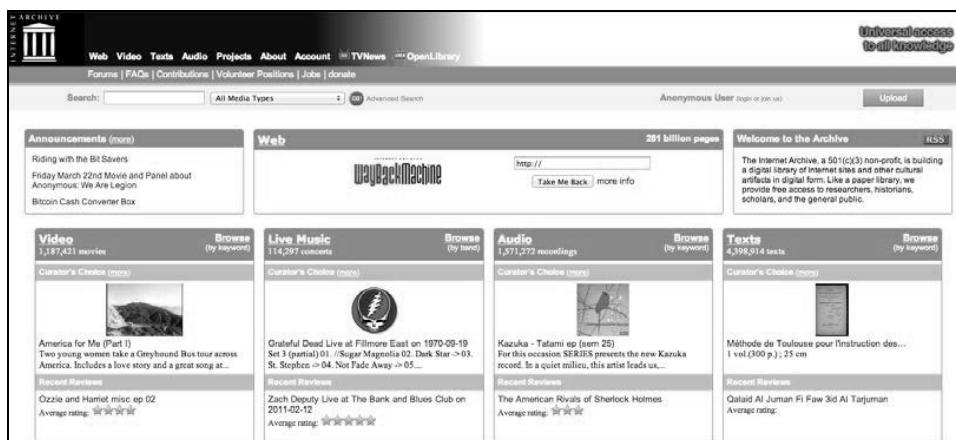 INTERNET ARCHIVE
Universal access
to all knowledge
Web Video Texts Audio Projects About Account TVNews OpenLibrary
Forums | FAQs | Contributions | Volunteer Positions | Jobs | donate
Search: All Media Types GO! Advanced Search Anonymous User (login or join us) Upload
Announcements (more)
Riding with the Bit Savers
Friday March 22nd Movie and Panel about
Anonymous: We Are Legion
Bitcoin Cash Converter Box
Web 281 billion pages
INTERNET ARCHIVE
WayBackMachine
http://
Take Me Back more info
Welcome to the Archive RSS
The Internet Archive, a 501(c)(3) non-profit, is building
a digital library of Internet sites and other cultural
artifacts in digital form. Like a paper library, we
provide free access to researchers, historians,
scholars, and the general public.
Video Browse
1,187,421 movies (by keyword)
Curator's Choice (more)
America for Me (Part I)
Two young women take a Greyhound Bus tour across
America. Includes a love story and a great song at...
Recent Reviews
Ozzie and Harriet misc ep 02
Average rating:
Live Music Browse
114,297 concerts (by band)
Curator's Choice (more)
Grateful Dead Live at Fillmore East on 1970-09-19
Set 3 (partial) 01. //Sugar Magnolia 02. Dark Star -> 03.
St. Stephen -> 04. Not Fade Away -> 05....
Recent Reviews
Zach Deputy Live at The Bank and Blues Club on
2011-02-12
Average rating:
Audio Browse
1,571,272 recordings (by keyword)
Curator's Choice (more)
Kazuka - Tatami ep (sem 25)
For this occasion SERIES presents the new Kazuka
record. In a quiet milieu, this artist leads us,...
Recent Reviews
The American Rivals of Sherlock Holmes
Average rating:
Texts Browse
4,398,914 texts (by keyword)
Curator's Choice (more)
Méthode de Toulouse pour l'instruction des...
1 vol.(300 p.) ; 25 cm
Recent Reviews
Qalaid Al Juman Fi Faw 3id Al Tarjuman
Average rating: